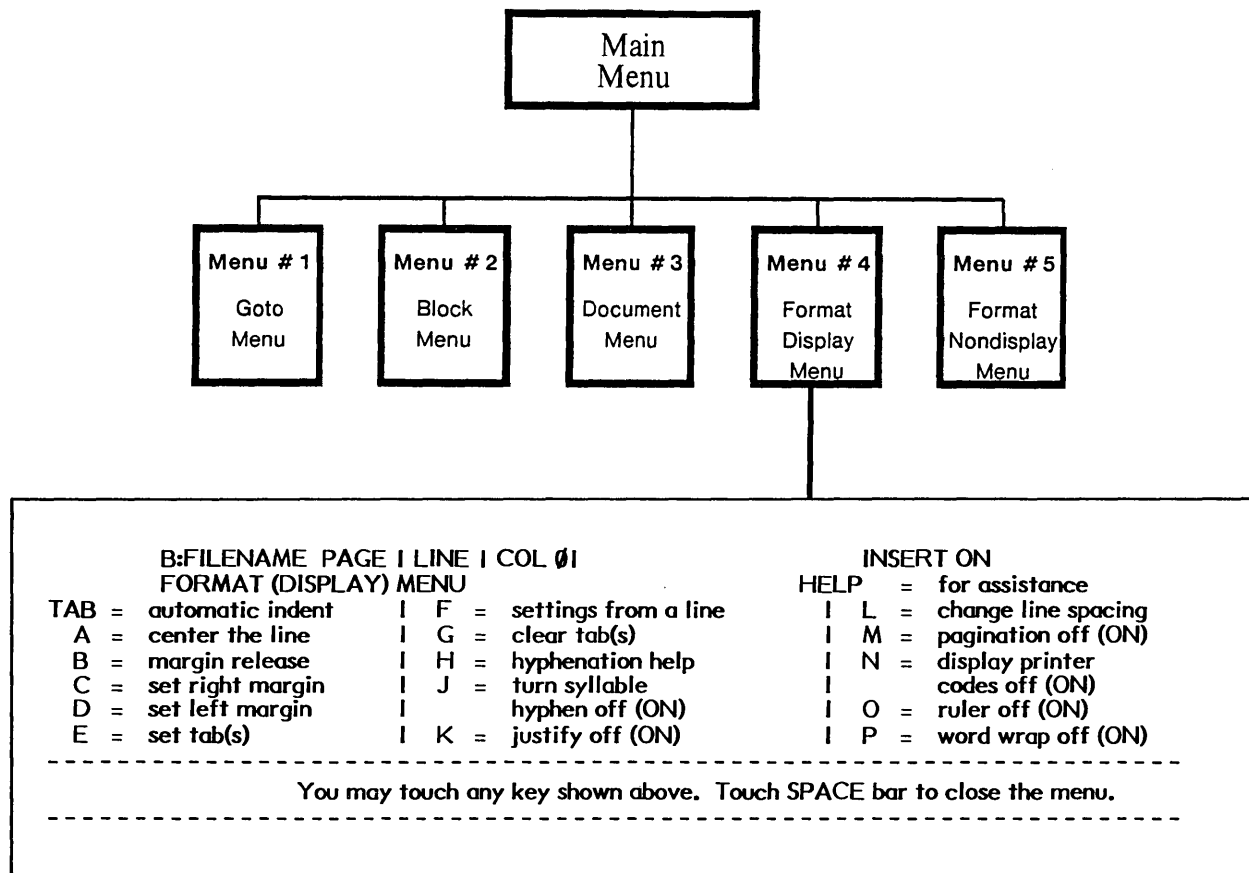 Main
Menu
Menu #1
Goto
Menu
Menu #2
Block
Menu
Menu #3
Document
Menu
Menu #4
Format
Display
Menu
Menu #5
Format
Nondisplay
Menu
B:FILENAME PAGE 1 LINE 1 COL Ø1 INSERT ON
FORMAT (DISPLAY) MENU HELP = for assistance
TAB = automatic indent | F = settings from a line | L = change line spacing
A = center the line | G = clear tab(s) | M = pagination off (ON)
B = margin release | H = hyphenation help | N = display printer
C = set right margin | J = turn syllable | codes off (ON)
D = set left margin | hyphen off (ON) | O = ruler off (ON)
E = set tab(s) | K = justify off (ON) | P = word wrap off (ON)
You may touch any key shown above. Touch SPACE bar to close the menu.